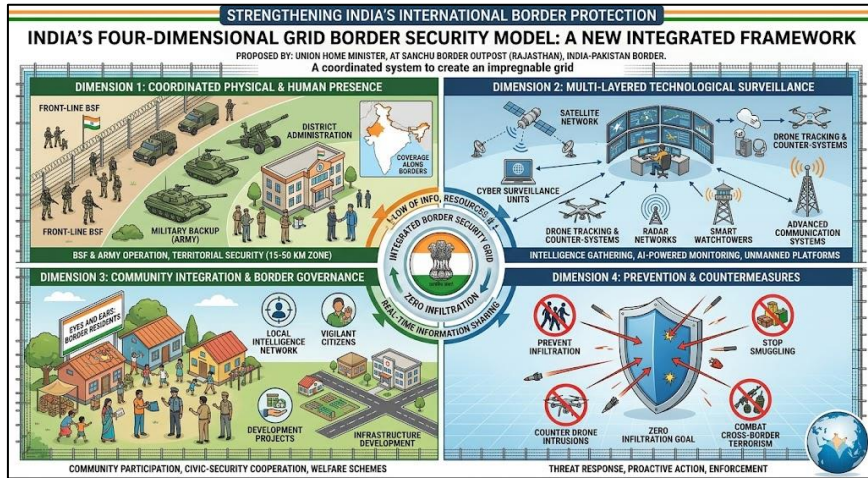 STRENGTHENING INDIA'S INTERNATIONAL BORDER PROTECTION
INDIA'S FOUR-DIMENSIONAL GRID BORDER SECURITY MODEL: A NEW INTEGRATED FRAMEWORK
PROPOSED BY: UNION HOME MINISTER, AT SANCHU BORDER OUTPOST (RAJASTHAN), INDIA-PAKISTAN BORDER.
A coordinated system to create an impregnable grid
DIMENSION 1: COORDINATED PHYSICAL & HUMAN PRESENCE
FRONT-LINE BSF
DISTRICT
ADMINISTRATION
COVERAGE
ALONG
BORDERS
FRONT-LINE BSF
MILITARY BACKUP
(ARMY)
BSF & ARMY OPERATION, TERRITORIAL SECURITY (15-50 KM ZONE)
DIMENSION 2: MULTI-LAYERED TECHNOLOGICAL SURVEILLANCE
SATELLITE
NETWORK
DRONE TRACKING &
COUNTER-SYSTEMS
CYBER SURVEILLANCE
UNITS
DRONE TRACKING &
COUNTER-SYSTEMS
RADAR
NETWORKS
SMART
WATCHTOWERS
ADVANCED
COMMUNICATION
SYSTEMS
INTELLIGENCE GATHERING, AI-POWERED MONITORING, UNMANNED PLATFORMS
OF INFO, RESOURCES
INTEGRATED BORDER SECURITY GRID
ZERO INFILTRATION
REAL-TIME INFORMATION SHARING
DIMENSION 3: COMMUNITY INTEGRATION & BORDER GOVERNANCE
EYES AND EARS:
BORDER RESIDENTS
LOCAL
INTELLIGENCE
NETWORK
VIGILANT
CITIZENS
DEVELOPMENT
PROJECTS
INFRASTRUCTURE
DEVELOPMENT
COMMUNITY PARTICIPATION, CIVIC-SECURITY COOPERATION, WELFARE SCHEMES
DIMENSION 4: PREVENTION & COUNTERMEASURES
PREVENT
INFILTRATION
STOP
SMUGGLING
COUNTER DRONE
INTRUSIONS
ZERO
INFILTRATION GOAL
COMBAT
CROSS-BORDER
TERRORISM
THREAT RESPONSE, PROACTIVE ACTION, ENFORCEMENT